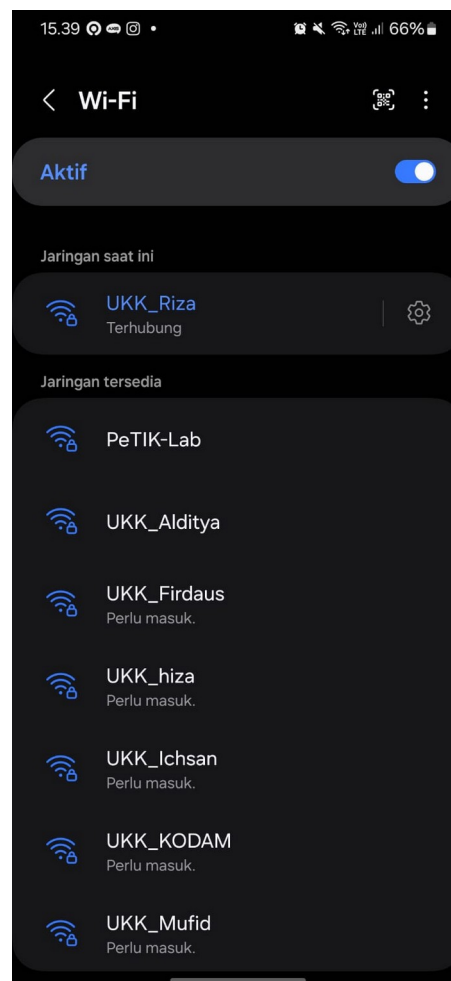 15.39 66%
Wi-Fi
Aktif
Jaringan saat ini
UKK_Riza
Terhubung
Jaringan tersedia
PeTIK-Lab
UKK_Alditya
UKK_Firdaus
Perlu masuk.
UKK_hiza
Perlu masuk.
UKK_Ichsan
Perlu masuk.
UKK_KODAM
Perlu masuk.
UKK_Mufid
Perlu masuk.